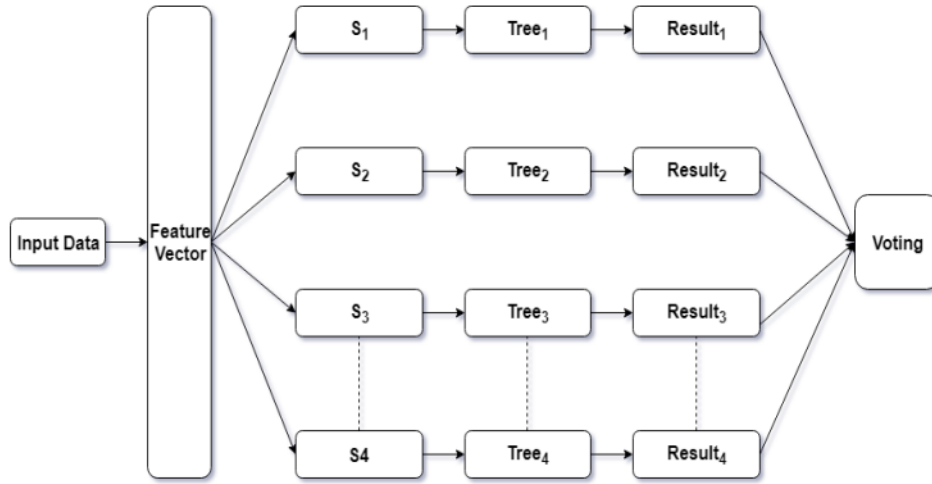 S₁
Tree₁
Result₁
S₂
Tree₂
Result₂
Input Data
Feature
Vector
Voting
S₃
Tree₃
Result₃
S4
Tree₄
Result₄